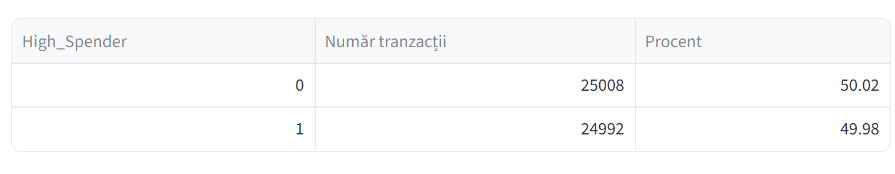 High_Spender Număr tranzacții Procent
0 25008 50.02
1 24992 49.98